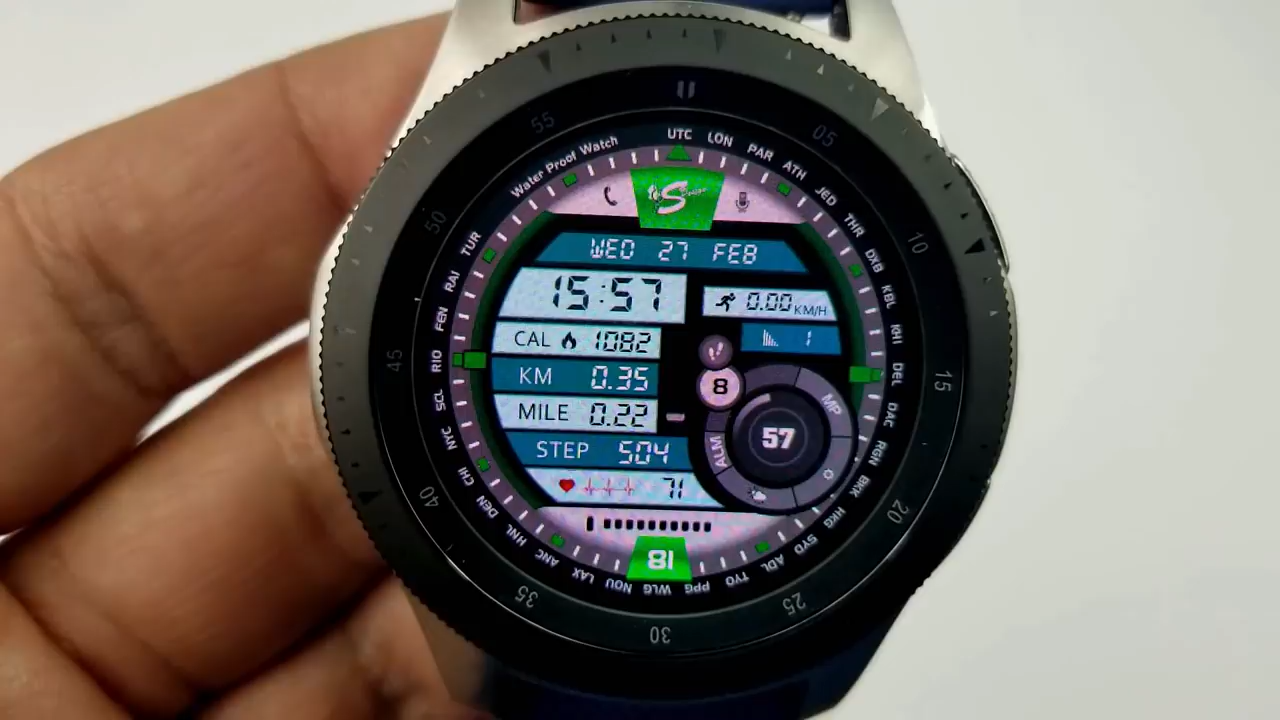 55
05
50
10
45
15
40
20
35
25
30
Water Proof Watch
UTC LON PAR ATH JED THR DXB KBL KHI DEL DAC RGN BKK HKG SYD ADL TYO PPG WLG NOU LAX ANC HNL DEN CHI NYC SCL RIO FEN RAI TUR
S
WED 27 FEB
15:57
0.00 KM/H
CAL 1082
1
KM 0.35
8
MILE 0.22
MP
57
STEP 504
ALM
71
18